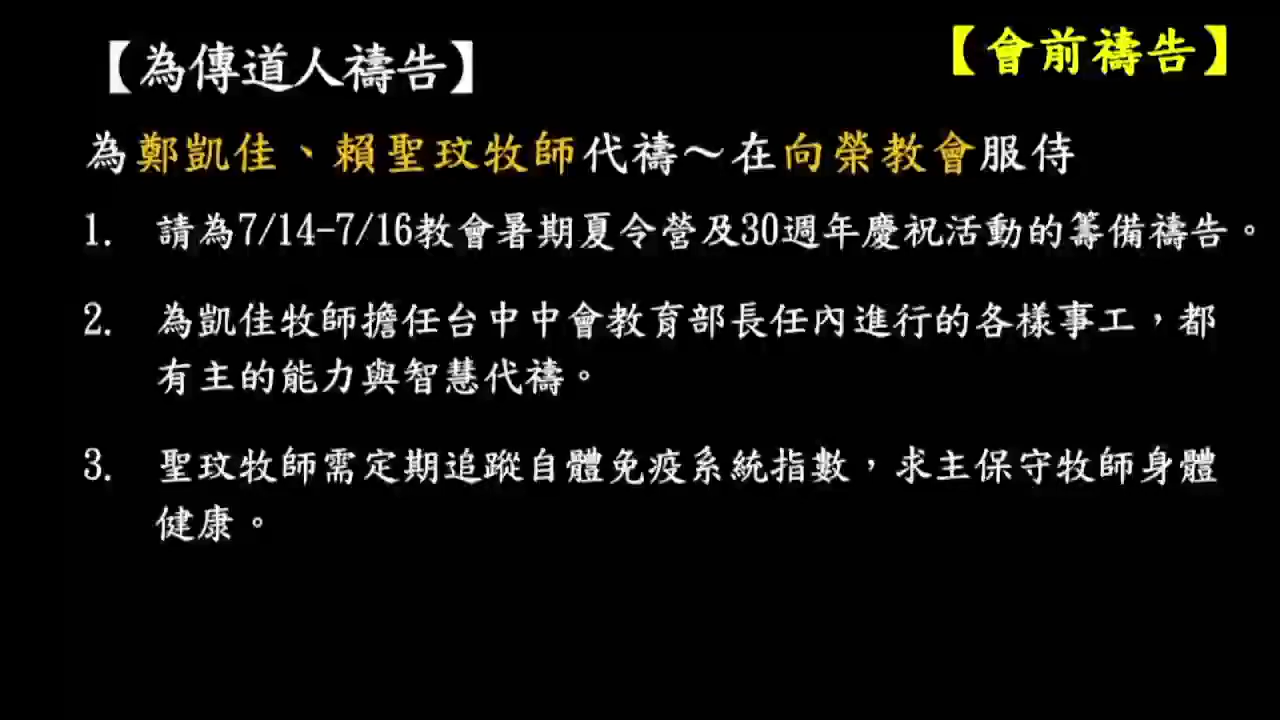 【為傳道人禱告】
【會前禱告】
為鄭凱佳、賴聖玟牧師代禱～在向榮教會服侍
1. 請為7/14-7/16教會暑期夏令營及30週年慶祝活動的籌備禱告。
2. 為凱佳牧師擔任台中中會教育部長任內進行的各樣事工，都
有主的能力與智慧代禱。
3. 聖玟牧師需定期追蹤自體免疫系統指數，求主保守牧師身體
健康。